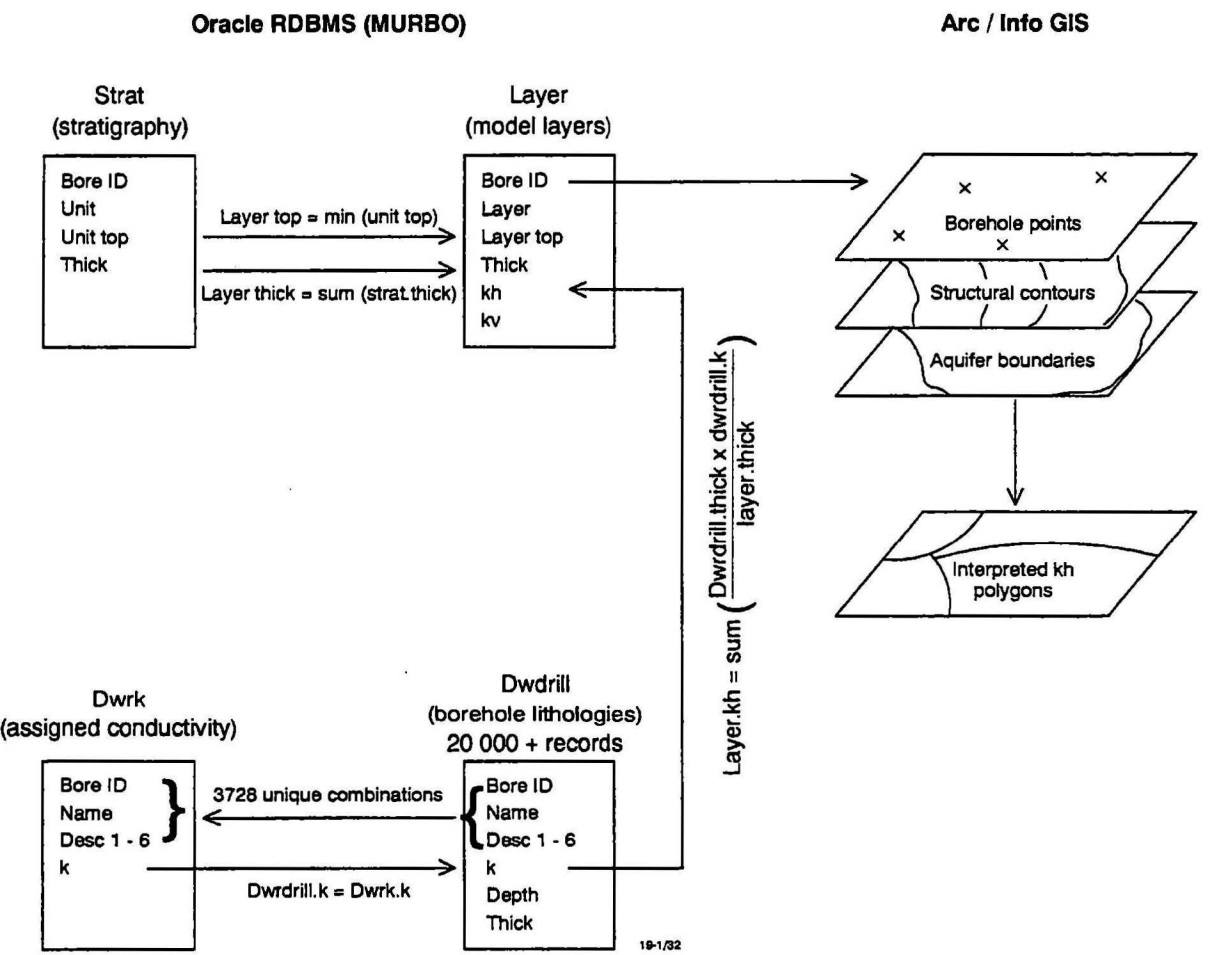 Oracle RDBMS (MURBO)
Arc / Info GIS
Strat
(stratigraphy)
Layer
(model layers)
Bore ID
Unit
Unit top
Thick
Layer top = min (unit top)
Layer thick = sum (strat.thick)
Bore ID
Layer
Layer top
Thick
kh
kv
Borehole points
Structural contours
Aquifer boundaries
Interpreted kh
polygons
Layer.kh = sum ( Dwrdrill.thick x dwrdrill.k )
layer.thick
Dwrk
(assigned conductivity)
Dwdrill
(borehole lithologies)
20 000 + records
Bore ID
Name
Desc 1 - 6
k
3728 unique combinations
Dwrdrill.k = Dwrk.k
Bore ID
Name
Desc 1 - 6
k
Depth
Thick
19-1/32